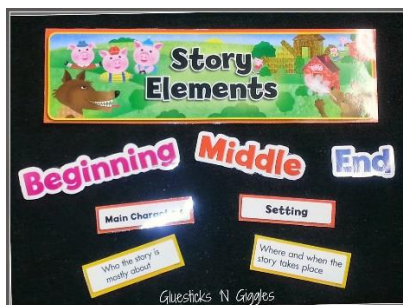 Story
Elements
Beginning Middle End
Main Setting
Who the story is
mostly about
Where and when the
story takes place
Gluesticks 'N Giggles